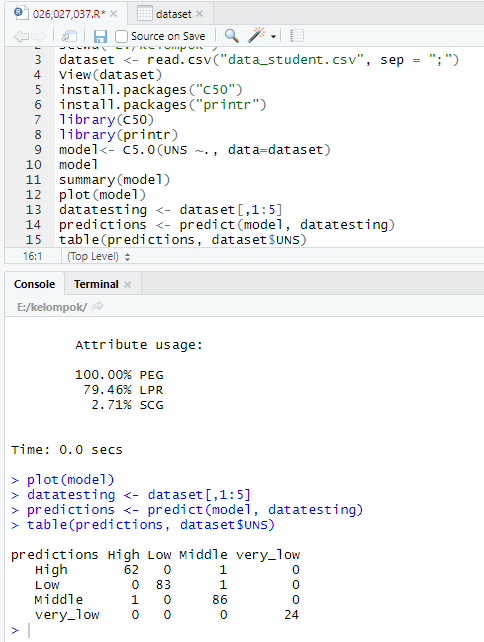 026,027,037.R* × dataset ×
Source on Save
2 setwd("E:/kelompok")
3 dataset <- read.csv("data_student.csv", sep = ";")
4 View(dataset)
5 install.packages("C50")
6 install.packages("printr")
7 library(C50)
8 library(printr)
9 model<- C5.0(UNS ~., data=dataset)
10 model
11 summary(model)
12 plot(model)
13 datatesting <- dataset[,1:5]
14 predictions <- predict(model, datatesting)
15 table(predictions, dataset$UNS)
16:1 (Top Level)
Console Terminal ×
E:/kelompok/
Attribute usage:
100.00% PEG
79.46% LPR
2.71% SCG
Time: 0.0 secs
> plot(model)
> datatesting <- dataset[,1:5]
> predictions <- predict(model, datatesting)
> table(predictions, dataset$UNS)
predictions High Low Middle very_low
High 62 0 1 0
Low 0 83 1 0
Middle 1 0 86 0
very_low 0 0 0 24
>